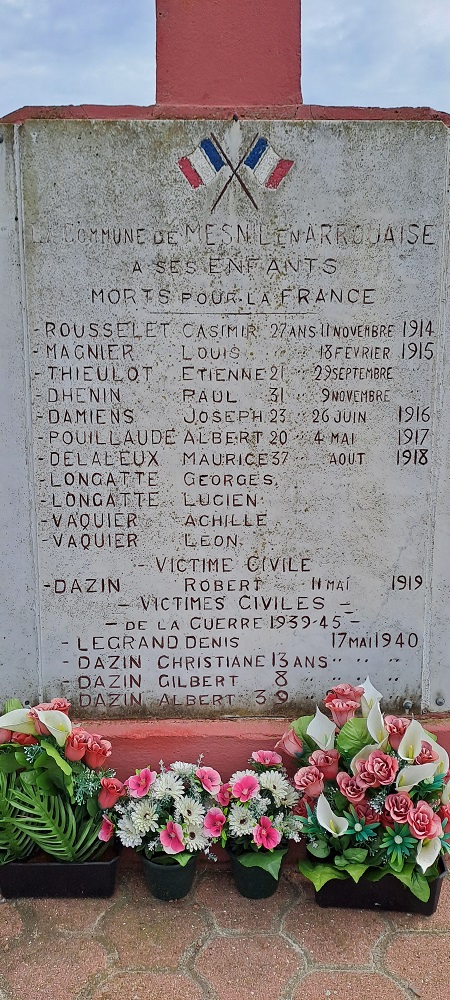 LA COMMUNE DE MESNIL EN ARROUAISE
A SES ENFANTS
MORTS POUR LA FRANCE
-ROUSSELET CASIMIR 27 ANS 11 NOVEMBRE 1914
-MAGNIER LOUIS " " 18 FÉVRIER 1915
-THIEULOT ETIENNE 21 " 29 SEPTEMBRE
-DHENIN PAUL 31 " 9 NOVEMBRE
-DAMIENS JOSEPH 23 " 26 JUIN 1916
-POUILLAUDE ALBERT 20 " 4 MAI 1917
-DELALEUX MAURICE 37 " AOUT 1918
-LONGATTE GEORGES
-LONGATTE LUCIEN
-VAQUIER ACHILLE
-VAQUIER LEON
- VICTIME CIVILE
-DAZIN ROBERT 11 MAI 1919
- VICTIMES CIVILES -
- DE LA GUERRE 1939-45 -
- LEGRAND DENIS 17 MAI 1940
- DAZIN CHRISTIANE 13 ANS " " "
- DAZIN GILBERT 8 " " " "
- DAZIN ALBERT 3 " " " "